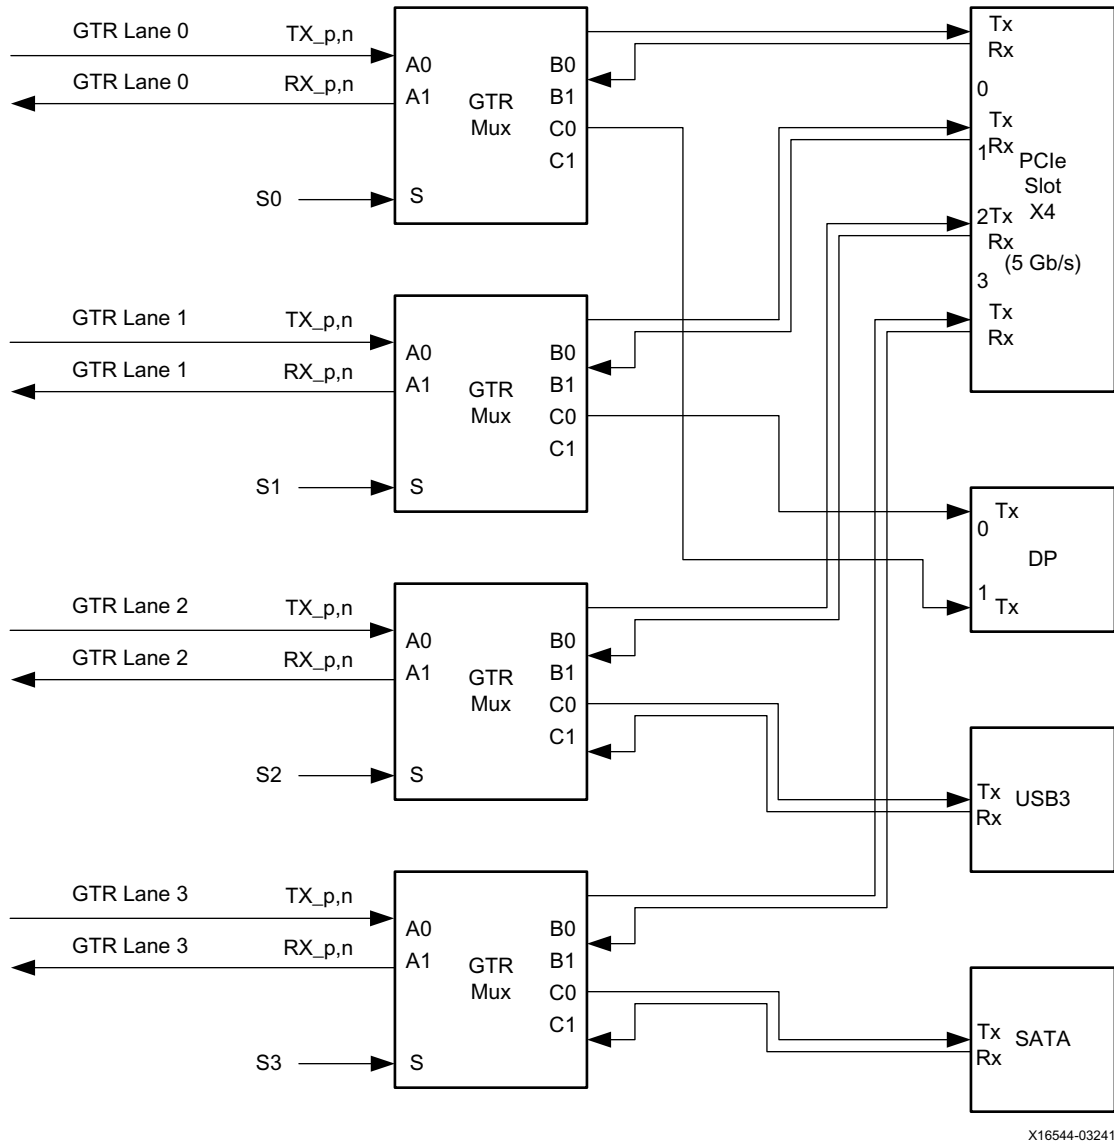 GTR Lane 0 TX_p,n
GTR Lane 0 RX_p,n
A0
A1
GTR
Mux
B0
B1
C0
C1
S0
S
GTR Lane 1 TX_p,n
GTR Lane 1 RX_p,n
A0
A1
GTR
Mux
B0
B1
C0
C1
S1
S
GTR Lane 2 TX_p,n
GTR Lane 2 RX_p,n
A0
A1
GTR
Mux
B0
B1
C0
C1
S2
S
GTR Lane 3 TX_p,n
GTR Lane 3 RX_p,n
A0
A1
GTR
Mux
B0
B1
C0
C1
S3
S
Tx
Rx
0
Tx
Rx
1
PCIe
Slot
X4
2
Tx
Rx
(5 Gb/s)
3
Tx
Rx
Tx
0
DP
1
Tx
Tx
USB3
Rx
Tx
SATA
Rx
X16544-03241